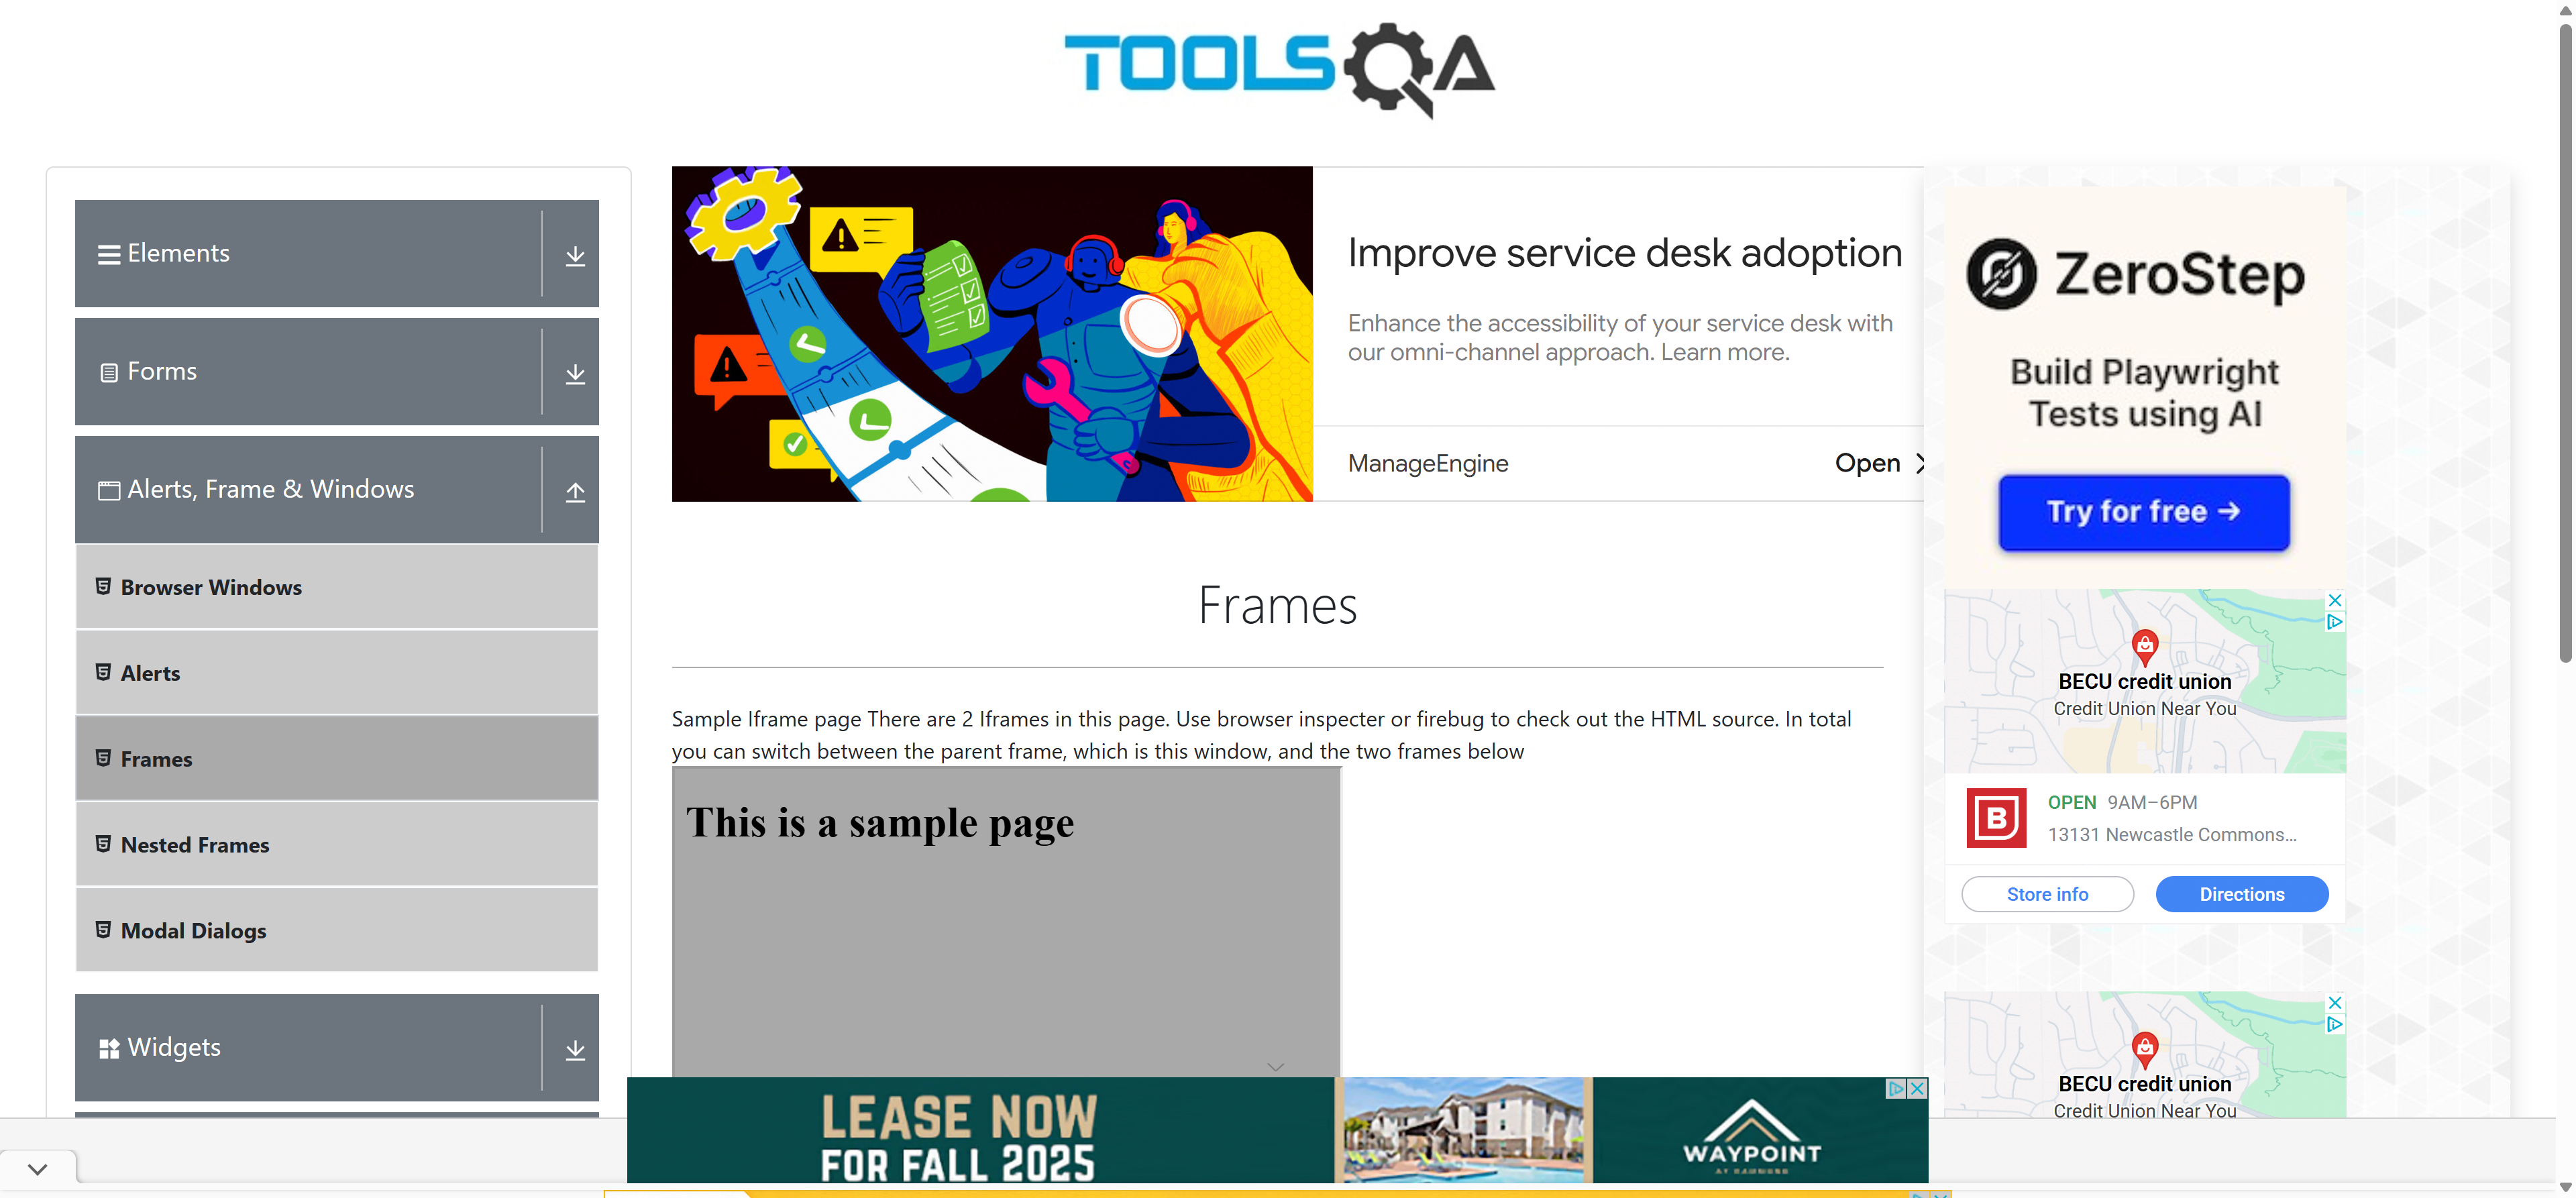 TOOLSQA
Elements
Forms
Alerts, Frame & Windows
Browser Windows
Alerts
Frames
Nested Frames
Modal Dialogs
Widgets
Improve service desk adoption
Enhance the accessibility of your service desk with
our omni-channel approach. Learn more.
ManageEngine
Open
Frames
Sample Iframe page There are 2 Iframes in this page. Use browser inspecter or firebug to check out the HTML source. In total
you can switch between the parent frame, which is this window, and the two frames below
This is a sample page
ZeroStep
Build Playwright
Tests using AI
Try for free →
BECU credit union
Credit Union Near You
B
OPEN 9AM–6PM
13131 Newcastle Commons...
Store info
Directions
BECU credit union
Credit Union Near You
LEASE NOW
FOR FALL 2025
WAYPOINT